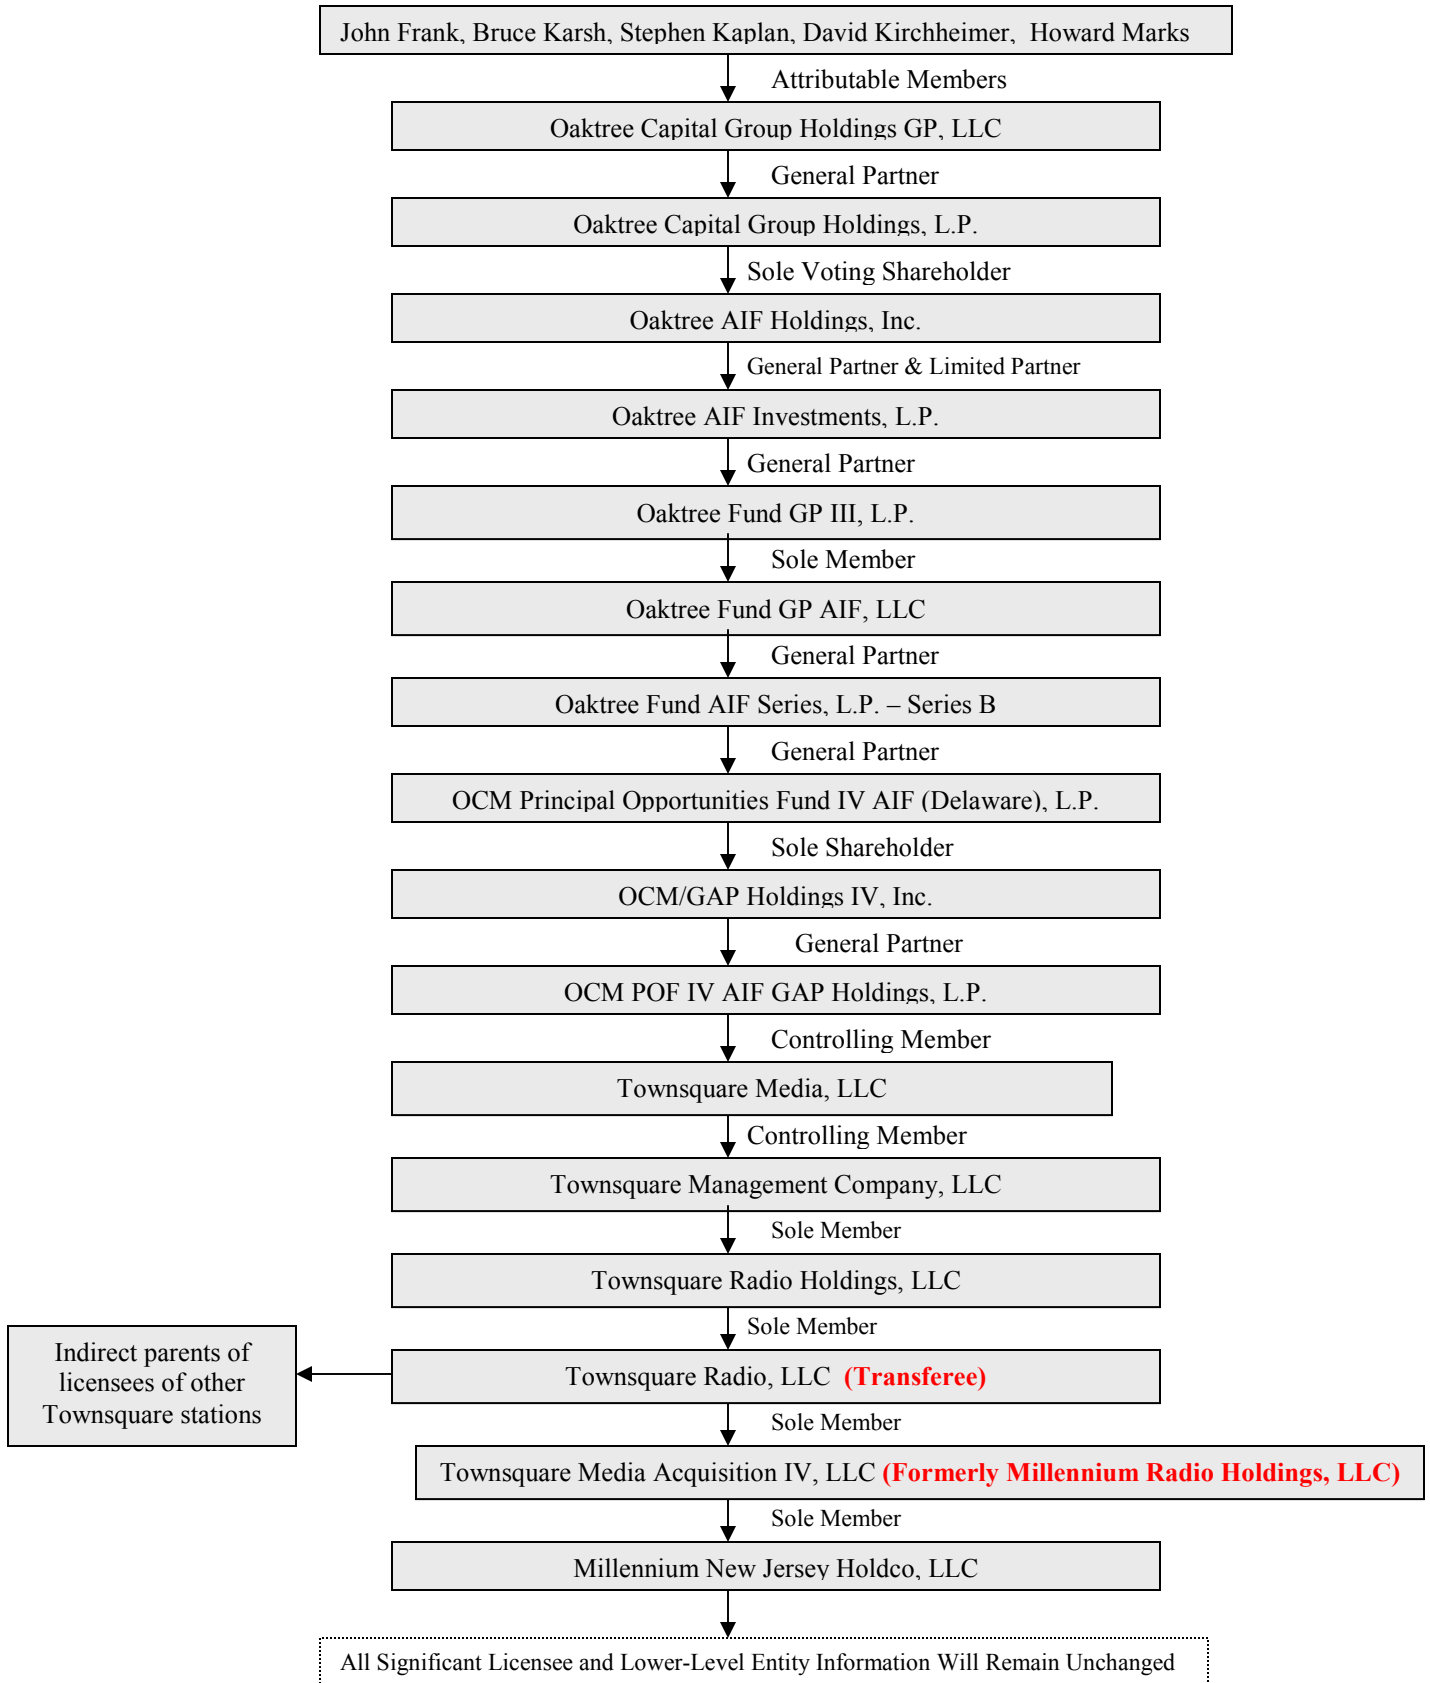 John Frank, Bruce Karsh, Stephen Kaplan, David Kirchheimer, Howard Marks
Attributable Members
Oaktree Capital Group Holdings GP, LLC
General Partner
Oaktree Capital Group Holdings, L.P.
Sole Voting Shareholder
Oaktree AIF Holdings, Inc.
General Partner & Limited Partner
Oaktree AIF Investments, L.P.
General Partner
Oaktree Fund GP III, L.P.
Sole Member
Oaktree Fund GP AIF, LLC
General Partner
Oaktree Fund AIF Series, L.P. – Series B
General Partner
OCM Principal Opportunities Fund IV AIF (Delaware), L.P.
Sole Shareholder
OCM/GAP Holdings IV, Inc.
General Partner
OCM POF IV AIF GAP Holdings, L.P.
Controlling Member
Townsquare Media, LLC
Controlling Member
Townsquare Management Company, LLC
Sole Member
Townsquare Radio Holdings, LLC
Sole Member
Indirect parents of
licensees of other
Townsquare stations
Townsquare Radio, LLC (Transferee)
Sole Member
Townsquare Media Acquisition IV, LLC (Formerly Millennium Radio Holdings, LLC)
Sole Member
Millennium New Jersey Holdco, LLC
All Significant Licensee and Lower-Level Entity Information Will Remain Unchanged